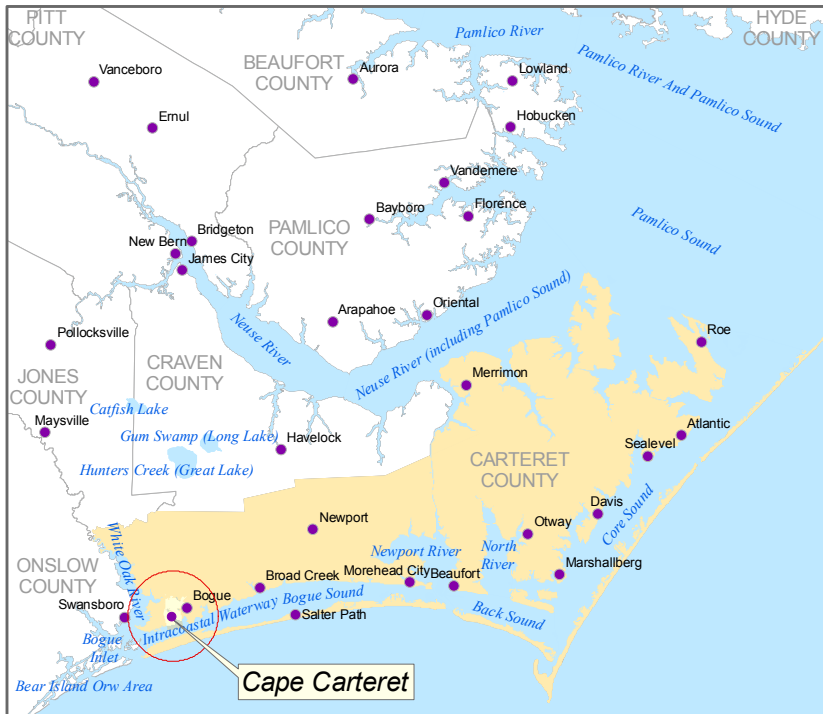 PITT
COUNTY
HYDE
COUNTY
Pamlico River
BEAUFORT
COUNTY
Aurora
Lowland
Vanceboro
Pamlico River And Pamlico Sound
Ernul
Hobucken
Vandemere
Bayboro
Florence
PAMLICO
COUNTY
Pamlico Sound
Bridgeton
New Bern
James City
Neuse River
Arapahoe
Oriental
Neuse River (including Pamlico Sound)
Roe
Pollocksville
CRAVEN
COUNTY
JONES
COUNTY
Merrimon
Catfish Lake
Maysville
Gum Swamp (Long Lake)
Havelock
Atlantic
Sealevel
Hunters Creek (Great Lake)
CARTERET
COUNTY
Davis
Core Sound
Newport
Otway
White Oak River
Newport River
North
River
ONSLOW
COUNTY
Broad Creek
Morehead City
Beaufort
Marshallberg
Bogue
Swansboro
Intracoastal Waterway Bogue Sound
Salter Path
Back Sound
Bogue
Inlet
Bear Island Orw Area
Cape Carteret